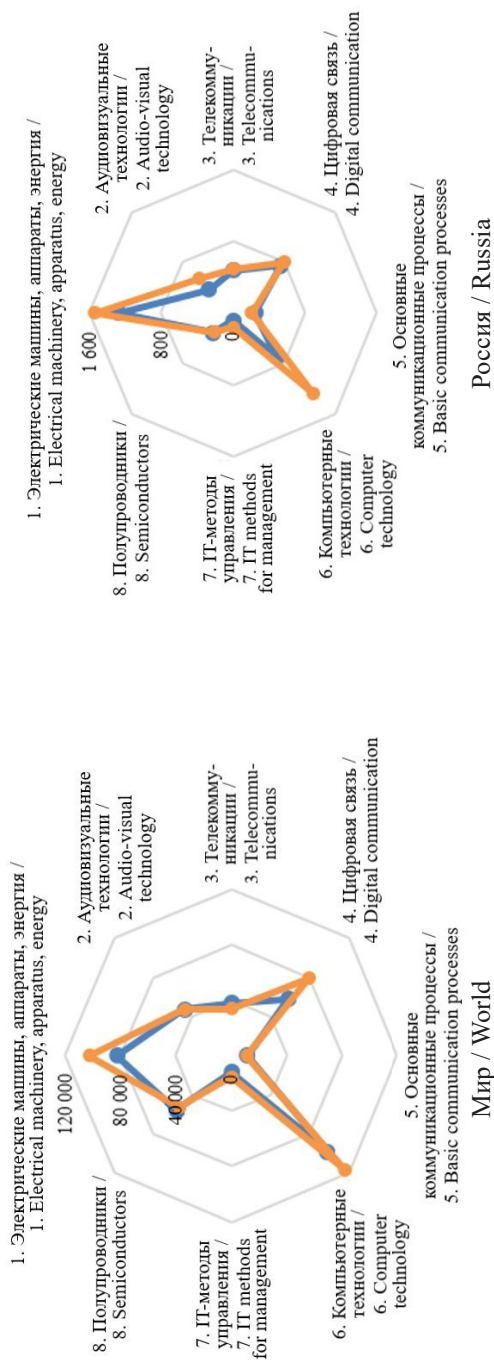 1. Электрические машины, аппараты, энергия /
1. Electrical machinery, apparatus, energy
120 000
80 000
40 000
0
2. Аудиовизуальные
технологии /
2. Audio-visual
technology
3. Телекомму-
никации /
3. Telecommu-
nications
4. Цифровая связь /
4. Digital communication
5. Основные
коммуникационные процессы /
5. Basic communication processes
6. Компьютерные
технологии /
6. Computer
technology
7. IT-методы
управления /
7. IT methods
for management
8. Полупроводники /
8. Semiconductors
Мир / World
1. Электрические машины, аппараты, энергия /
1. Electrical machinery, apparatus, energy
1 600
800
0
2. Аудиовизуальные
технологии /
2. Audio-visual
technology
3. Телекомму-
никации /
3. Telecommu-
nications
4. Цифровая связь /
4. Digital communication
5. Основные
коммуникационные процессы /
5. Basic communication processes
6. Компьютерные
технологии /
6. Computer
technology
7. IT-методы
управления /
7. IT methods
for management
8. Полупроводники /
8. Semiconductors
Россия / Russia